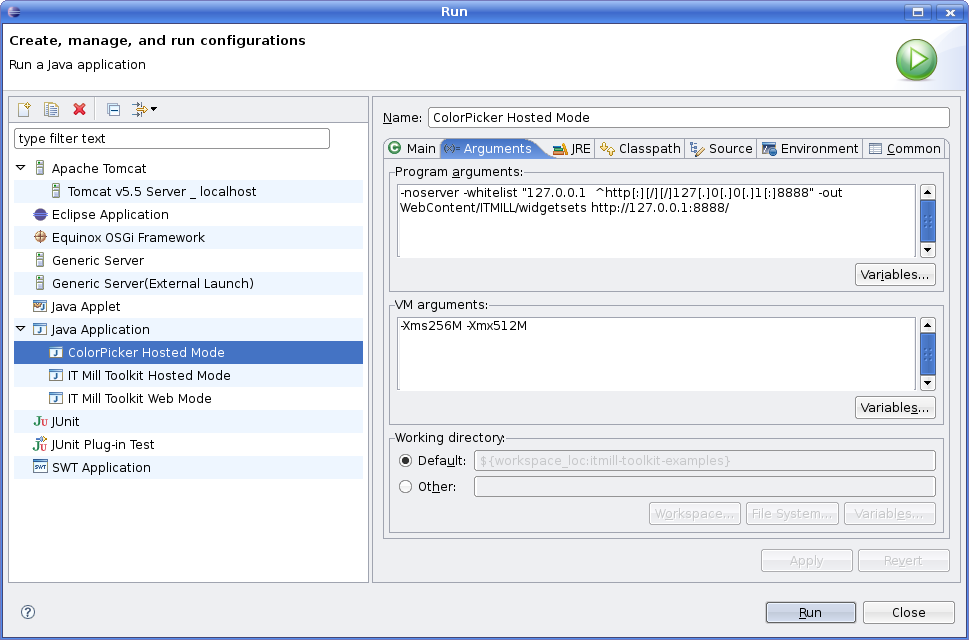 Run
Create, manage, and run configurations
Run a Java application
type filter text
Apache Tomcat
Tomcat v5.5 Server _ localhost
Eclipse Application
Equinox OSGi Framework
Generic Server
Generic Server(External Launch)
Java Applet
Java Application
ColorPicker Hosted Mode
IT Mill Toolkit Hosted Mode
IT Mill Toolkit Web Mode
JUnit
JUnit Plug-in Test
SWT Application
Name: ColorPicker Hosted Mode
Main Arguments JRE Classpath Source Environment Common
Program arguments:
-noserver -whitelist "127.0.0.1  ^http[:][/][/]127[.]0[.]0[.]1[:]8888" -out
WebContent/ITMILL/widgetsets http://127.0.0.1:8888/
Variables...
VM arguments:
-Xms256M -Xmx512M
Variables...
Working directory:
Default: ${workspace_loc:itmill-toolkit-examples}
Other:
Workspace... File System... Variables...
Apply Revert
Run Close